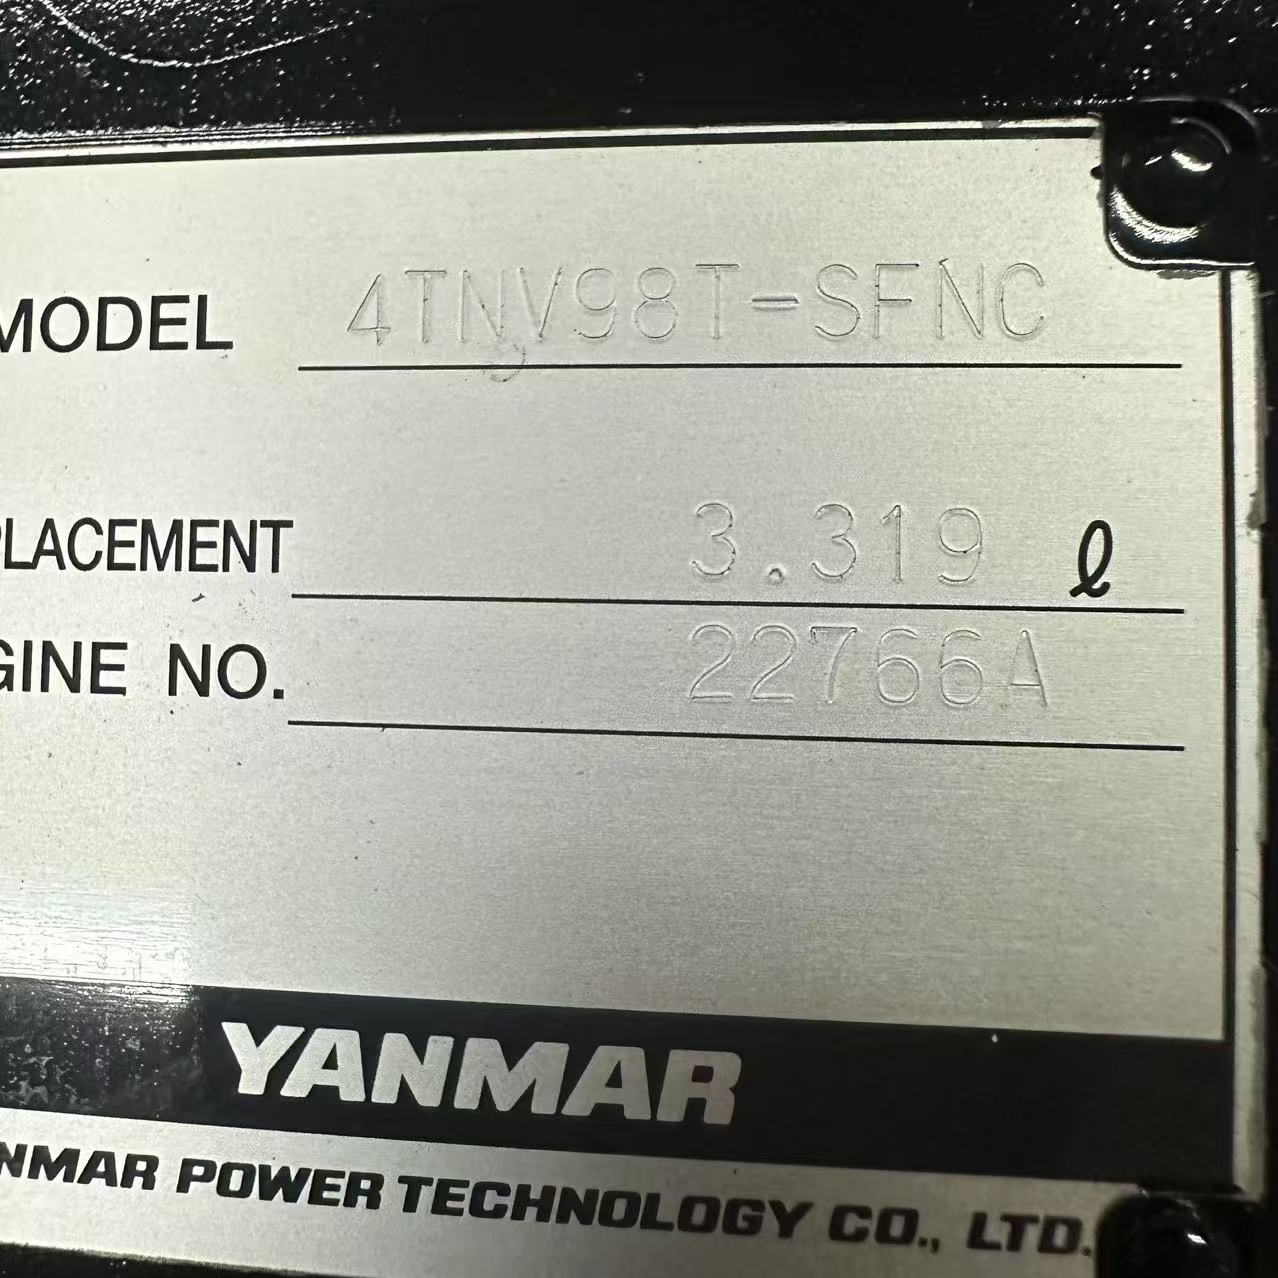 MODEL 4TNV98T-SFNC
PLACEMENT 3.319 ℓ
GINE NO. 22766A
YANMAR
NMAR POWER TECHNOLOGY CO., LTD.